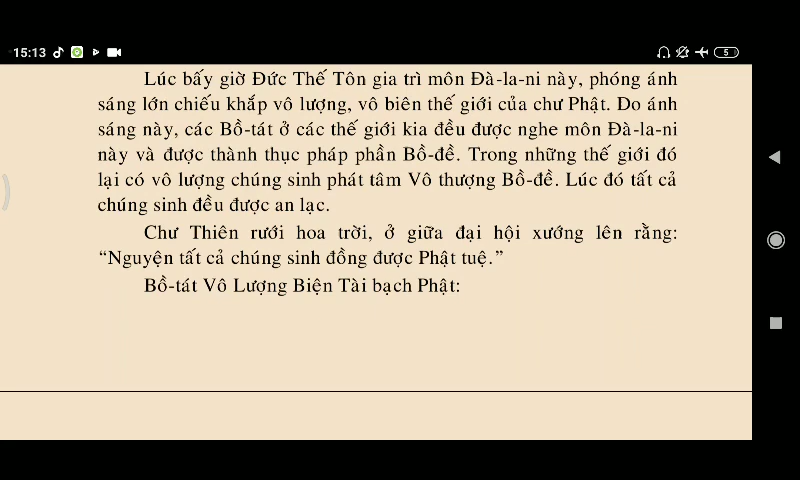 15:13
5
Lúc bấy giờ Đức Thế Tôn gia trì môn Đà-la-ni này, phóng ánh
sáng lớn chiếu khắp vô lượng, vô biên thế giới của chư Phật. Do ánh
sáng này, các Bồ-tát ở các thế giới kia đều được nghe môn Đà-la-ni
này và được thành thục pháp phần Bồ-đề. Trong những thế giới đó
lại có vô lượng chúng sinh phát tâm Vô thượng Bồ-đề. Lúc đó tất cả
chúng sinh đều được an lạc.
Chư Thiên rưới hoa trời, ở giữa đại hội xướng lên rằng:
“Nguyện tất cả chúng sinh đồng được Phật tuệ.”
Bồ-tát Vô Lượng Biện Tài bạch Phật: